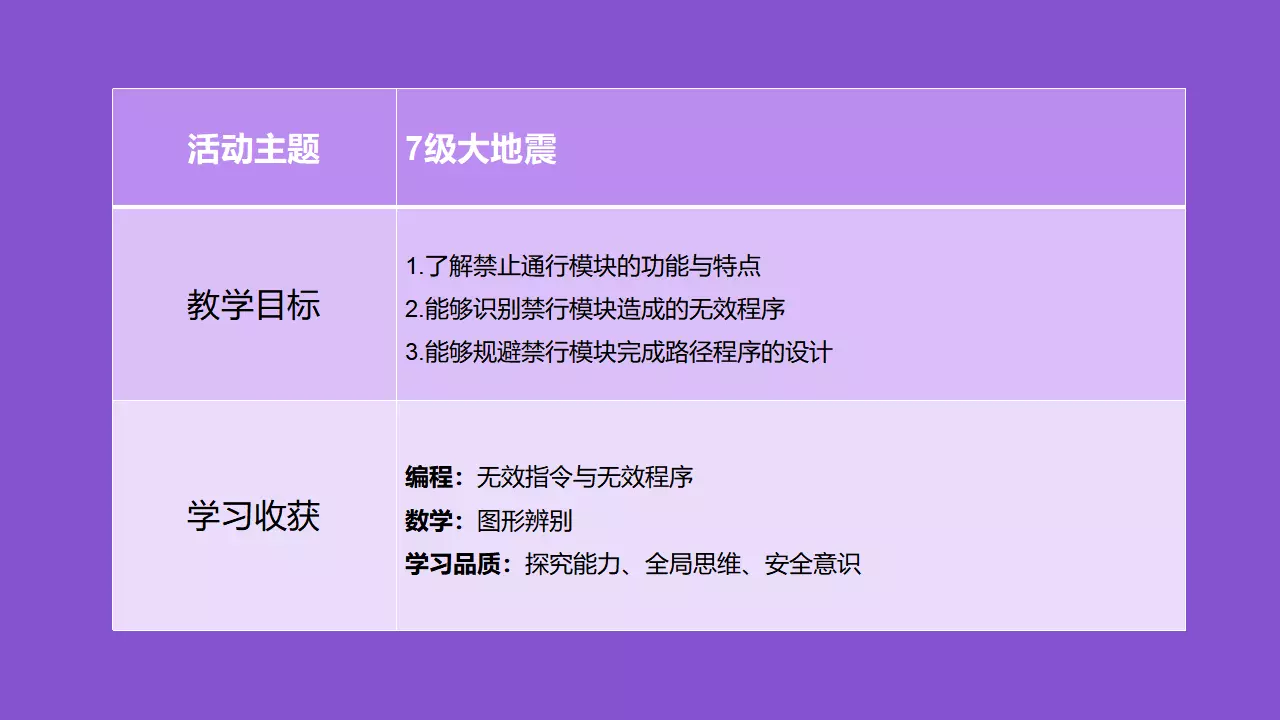 活动主题
7级大地震
教学目标
1.了解禁止通行模块的功能与特点
2.能够识别禁行模块造成的无效程序
3.能够规避禁行模块完成路径程序的设计
学习收获
编程：无效指令与无效程序
数学：图形辨别
学习品质：探究能力、全局思维、安全意识